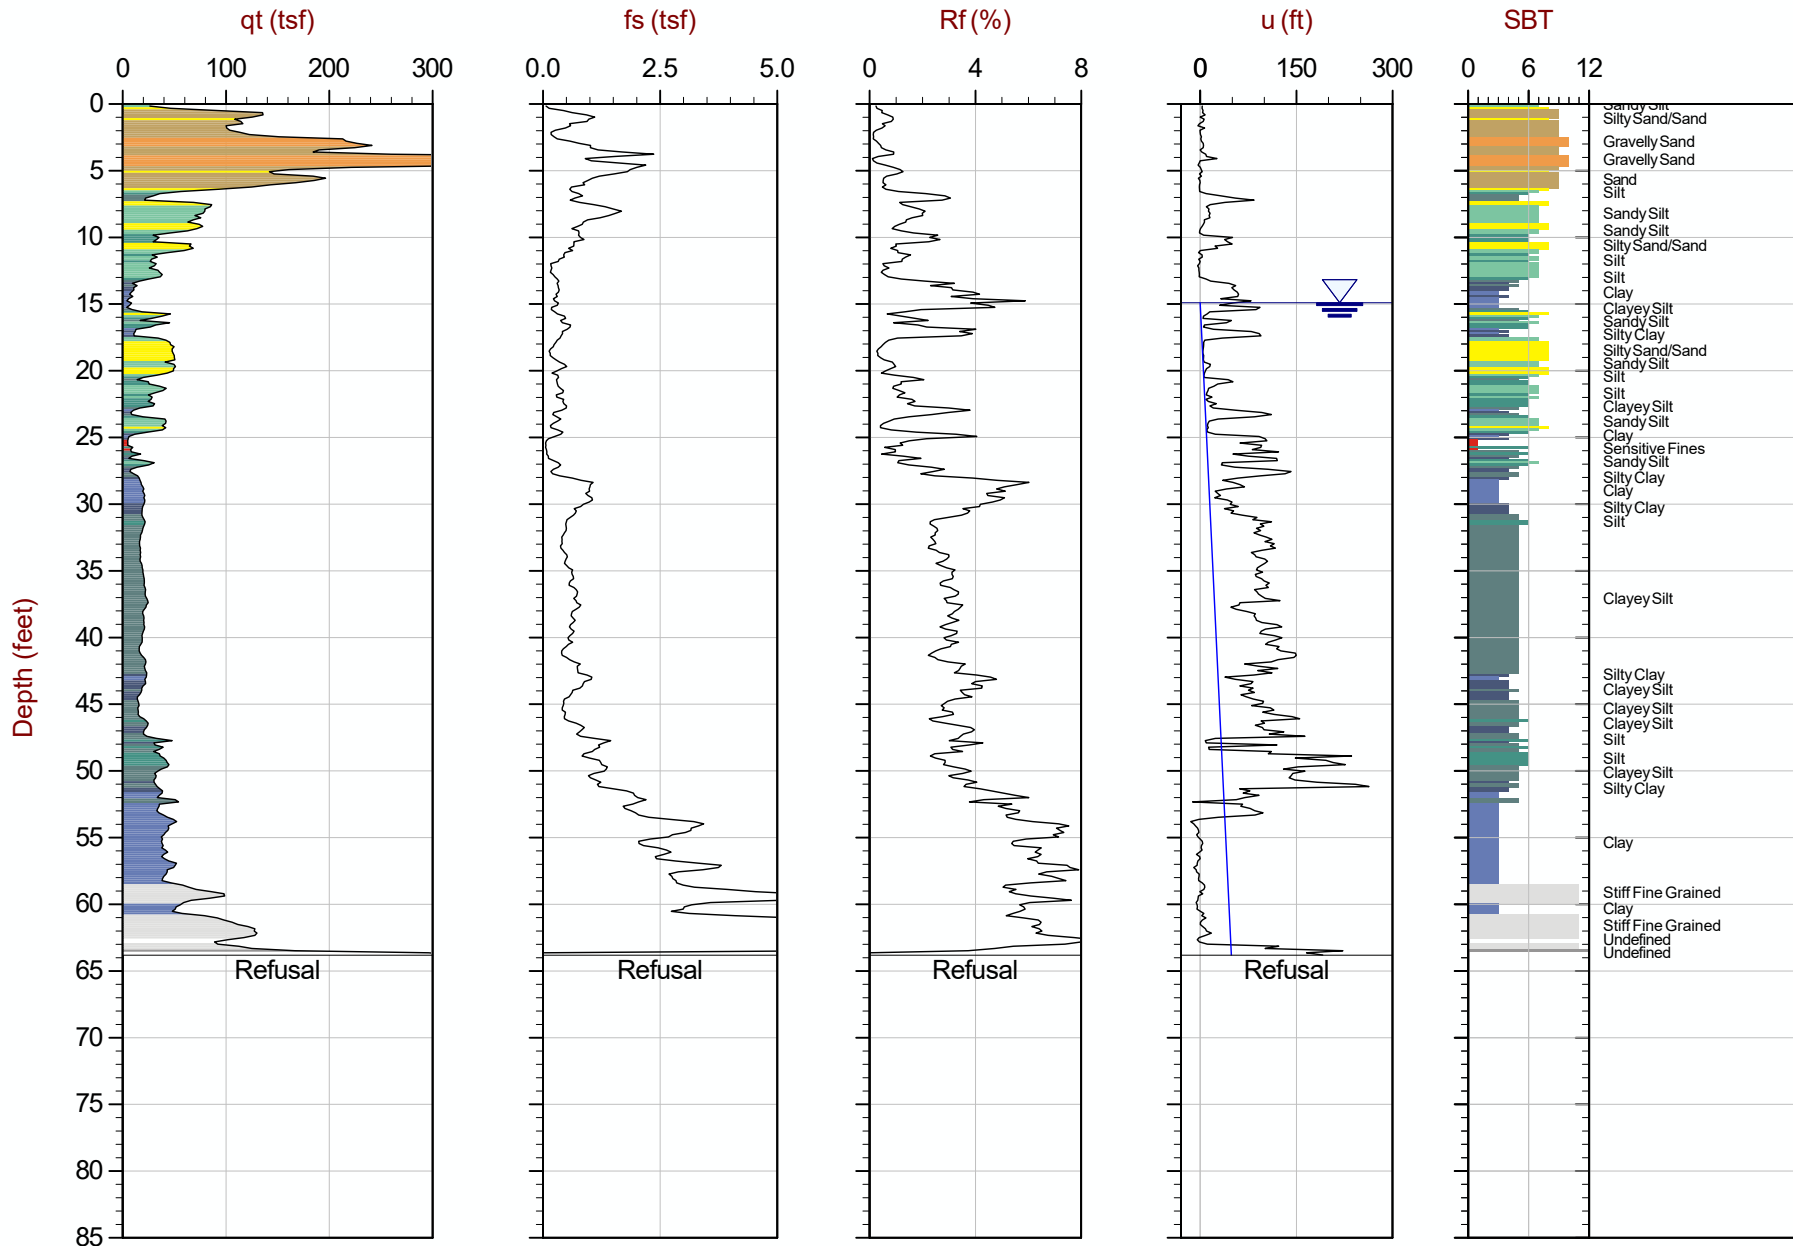 qt (tsf) fs (tsf) Rf (%) u (ft) SBT
0 100 200 300 0.0 2.5 5.0 0 4 8 0 150 300 0 6 12
0
5
10
15
20
25
30
35
40
45
50
55
60
65
70
75
80
85
Depth (feet)
Refusal Refusal Refusal Refusal
Sandy Silt
Silty Sand/Sand
Gravelly Sand
Gravelly Sand
Sand
Silt
Sandy Silt
Sandy Silt
Silty Sand/Sand
Silt
Silt
Clay
Clayey Silt
Sandy Silt
Silty Clay
Silty Sand/Sand
Sandy Silt
Silt
Silt
Clayey Silt
Sandy Silt
Clay
Sensitive Fines
Sandy Silt
Silty Clay
Clay
Silty Clay
Silt
Clayey Silt
Silty Clay
Clayey Silt
Clayey Silt
Clayey Silt
Silt
Silt
Clayey Silt
Silty Clay
Clay
Stiff Fine Grained
Clay
Stiff Fine Grained
Undefined
Undefined